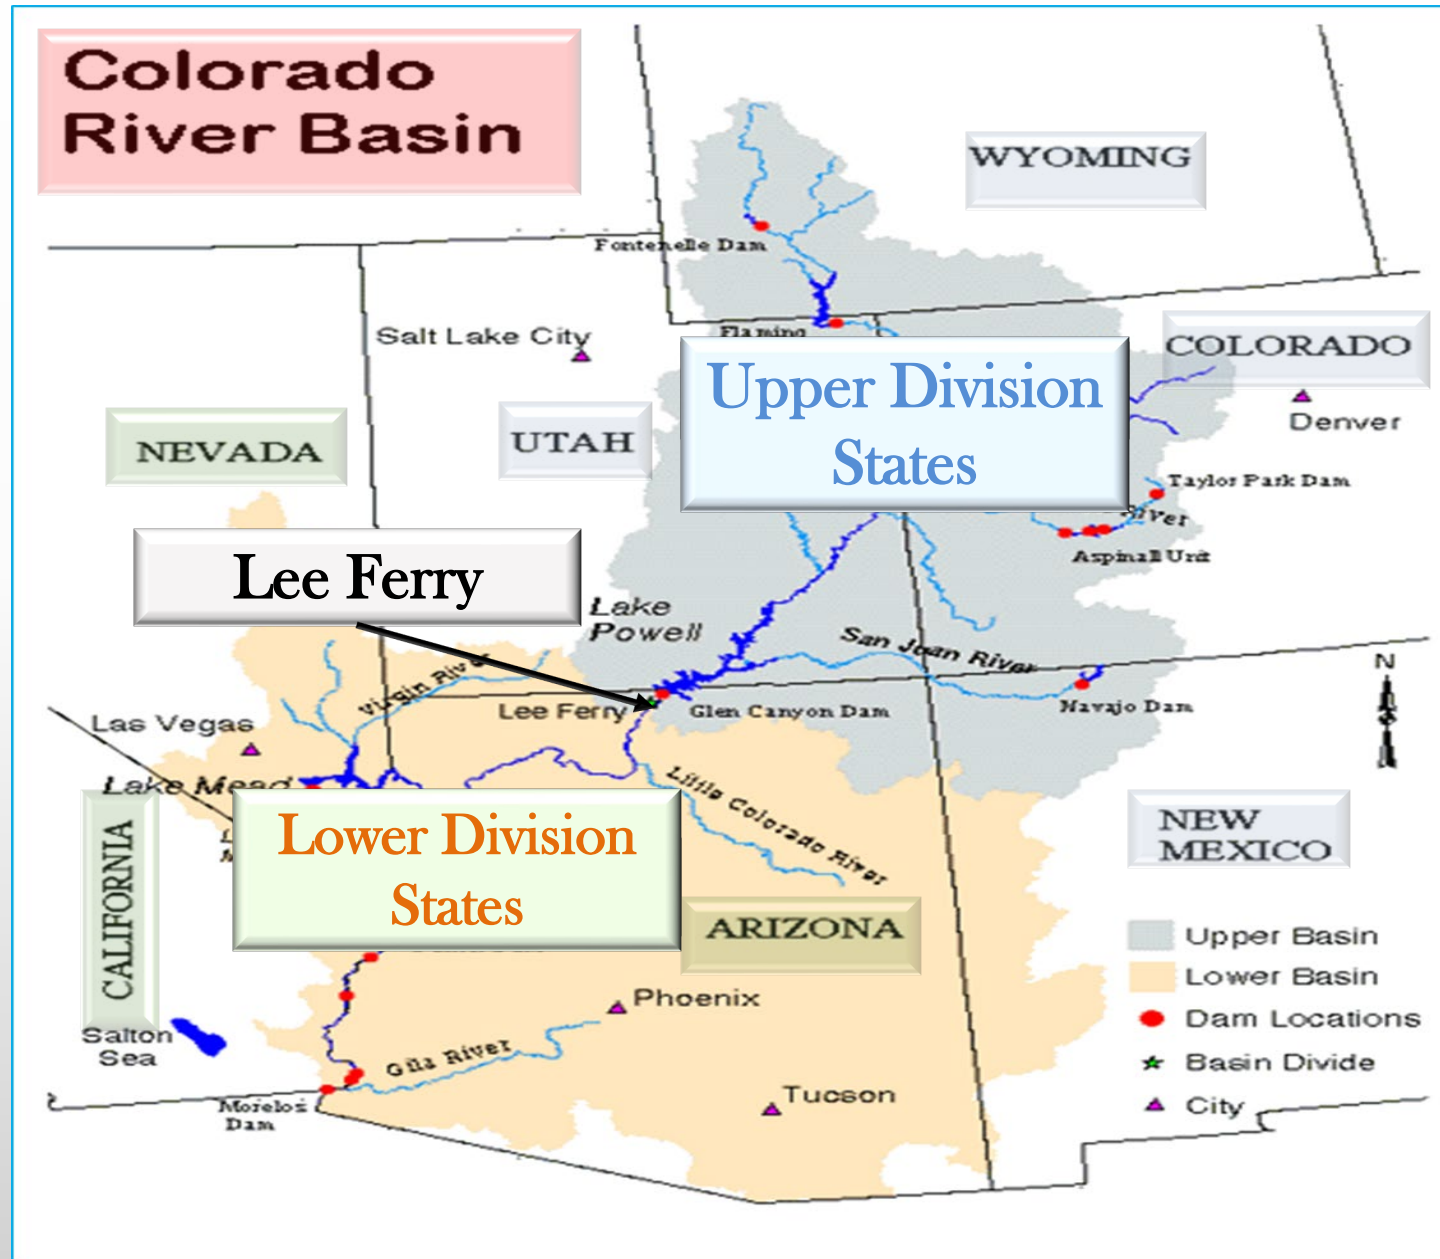 Colorado
River Basin
WYOMING
Fontenelle Dam
Salt Lake City
Flaming
COLORADO
Upper Division
States
Denver
NEVADA
UTAH
Taylor Park Dam
River
Aspinall Unit
Lee Ferry
Lake
Powell
San Juan River
Virgin River
Lee Ferry
Glen Canyon Dam
Navajo Dam
N
Las Vegas
Lake Mead
Little Colorado River
Lower Division
States
CALIFORNIA
NEW
MEXICO
ARIZONA
Upper Basin
Lower Basin
Dam Locations
Basin Divide
City
Phoenix
Salton
Sea
Gila River
Tucson
Morelos
Dam